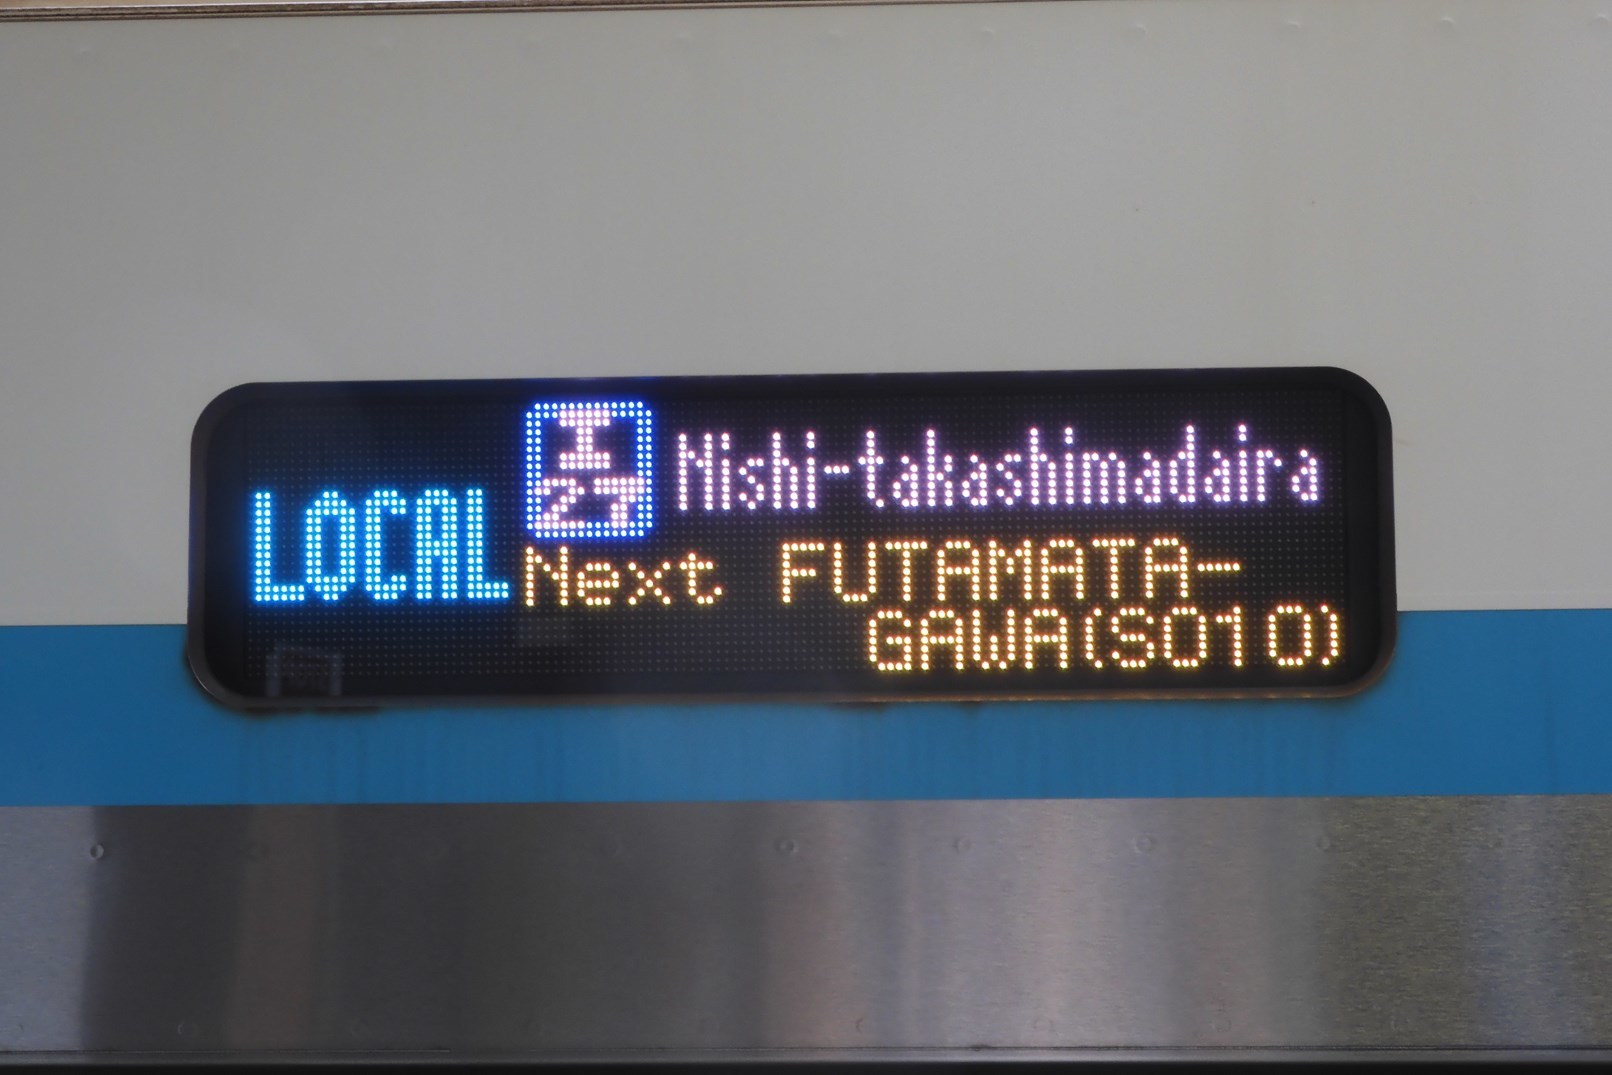 LOCAL
I
27
Nishi-takashimadaira
Next FUTAMATA-
GAWA(SO10)